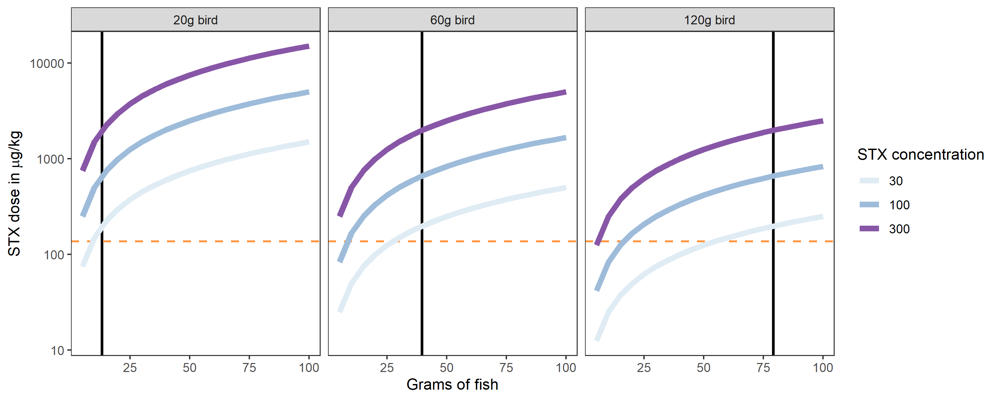 20g bird
60g bird
120g bird
STX dose in μg/kg
10000
1000
100
10
25 50 75 100
25 50 75 100
25 50 75 100
Grams of fish
STX concentration
30
100
300